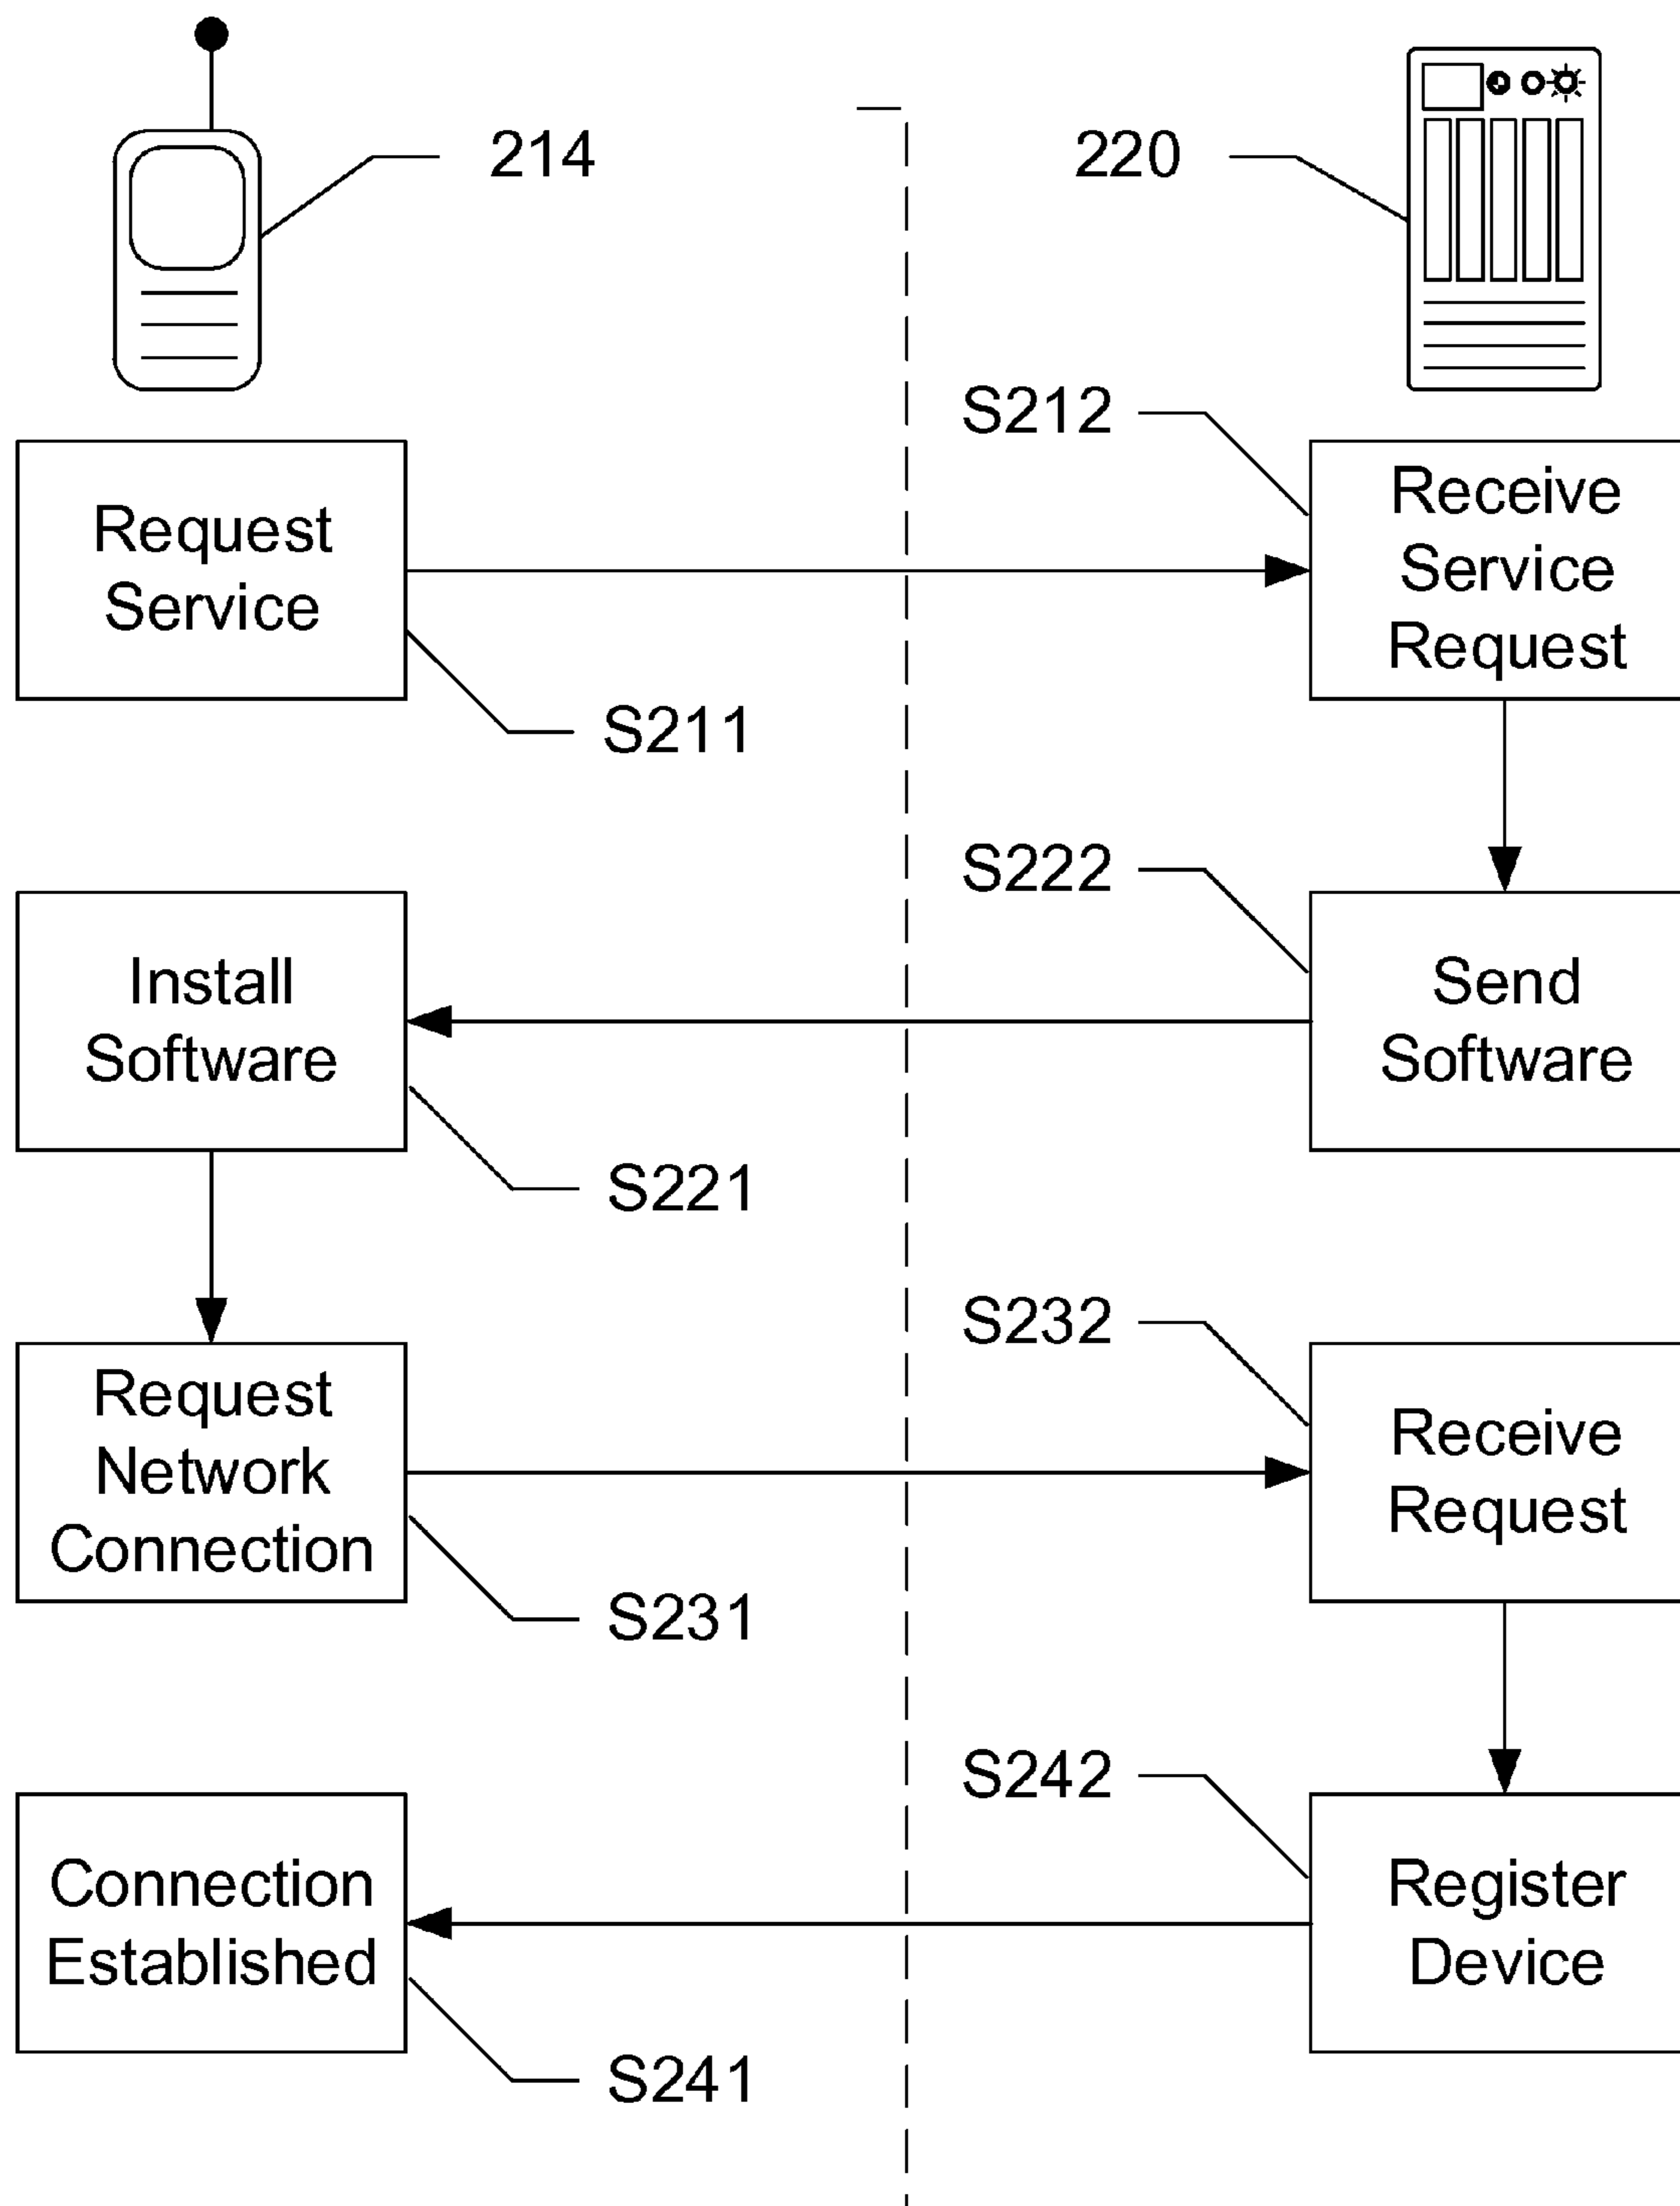 214
220
S212
Request
Service
Receive
Service
Request
S211
S222
Install
Software
Send
Software
S221
S232
Request
Network
Connection
Receive
Request
S231
S242
Connection
Established
Register
Device
S241